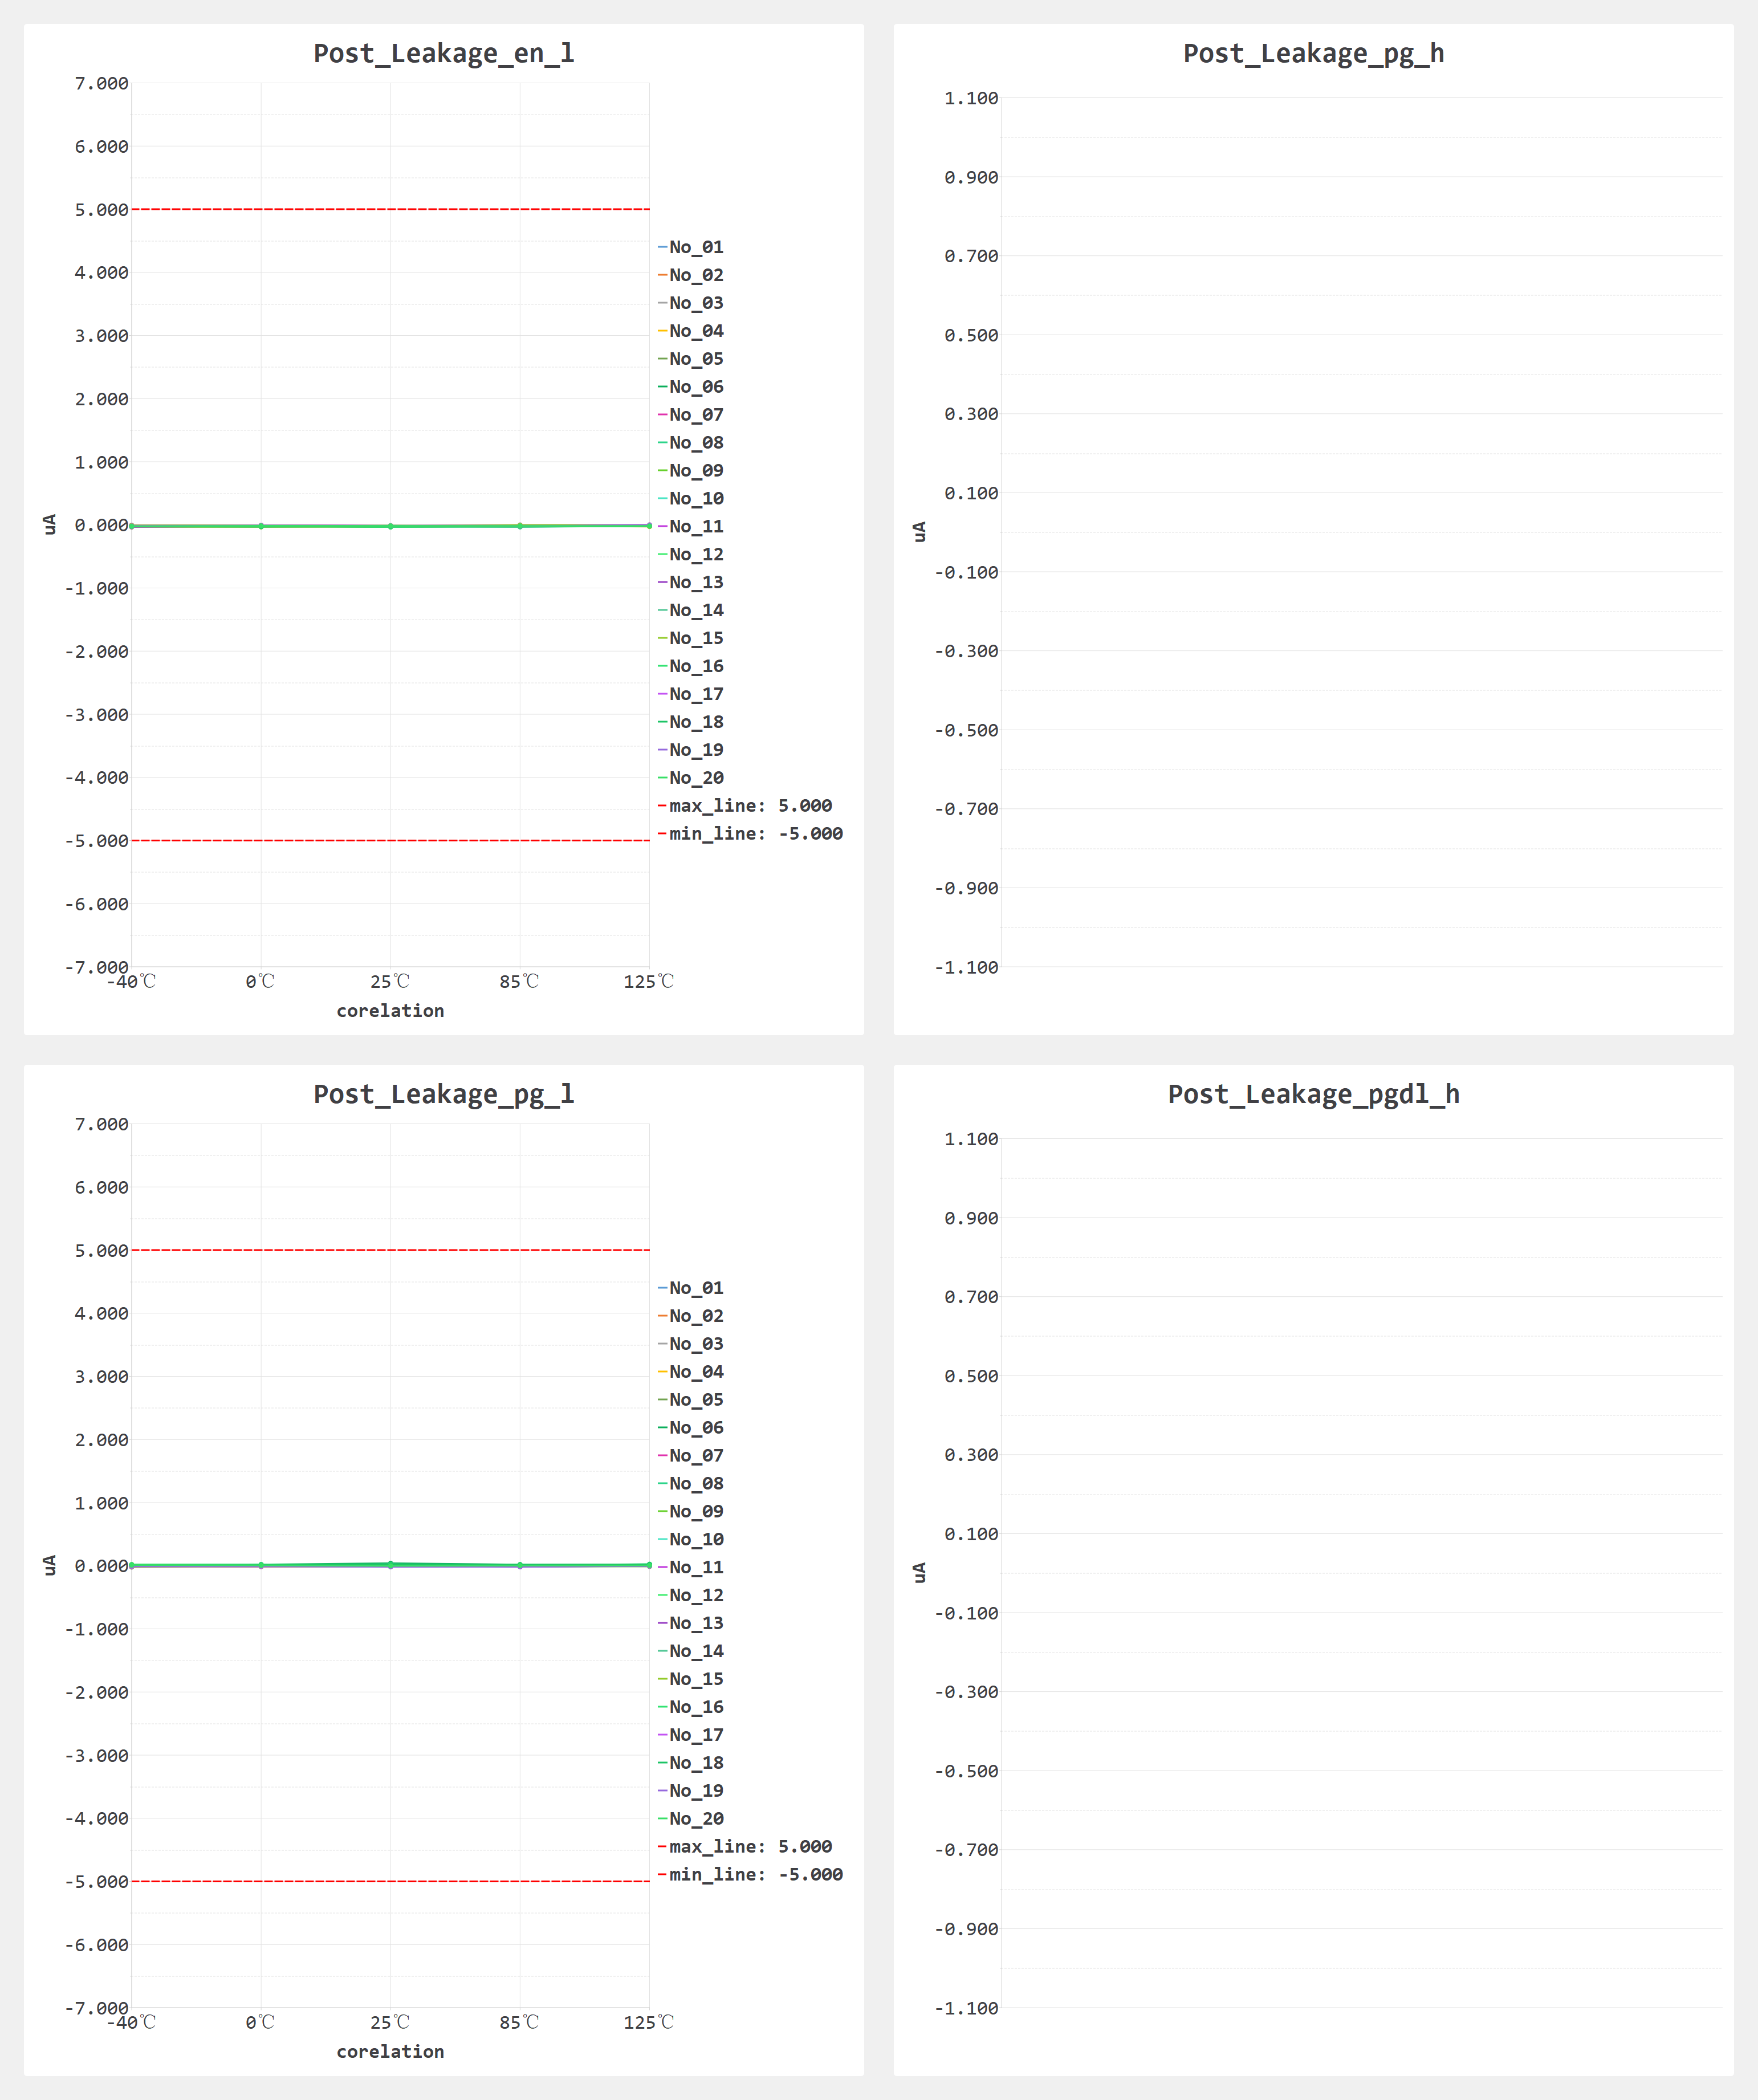 Post_Leakage_en_l
7.000
6.000
5.000
4.000
3.000
2.000
1.000
0.000
-1.000
-2.000
-3.000
-4.000
-5.000
-6.000
-7.000
uA
-40℃ 0℃ 25℃ 85℃ 125℃
corelation
No_01
No_02
No_03
No_04
No_05
No_06
No_07
No_08
No_09
No_10
No_11
No_12
No_13
No_14
No_15
No_16
No_17
No_18
No_19
No_20
max_line: 5.000
min_line: -5.000
Post_Leakage_pg_h
1.100
0.900
0.700
0.500
0.300
0.100
-0.100
-0.300
-0.500
-0.700
-0.900
-1.100
uA
Post_Leakage_pg_l
7.000
6.000
5.000
4.000
3.000
2.000
1.000
0.000
-1.000
-2.000
-3.000
-4.000
-5.000
-6.000
-7.000
uA
-40℃ 0℃ 25℃ 85℃ 125℃
corelation
No_01
No_02
No_03
No_04
No_05
No_06
No_07
No_08
No_09
No_10
No_11
No_12
No_13
No_14
No_15
No_16
No_17
No_18
No_19
No_20
max_line: 5.000
min_line: -5.000
Post_Leakage_pgdl_h
1.100
0.900
0.700
0.500
0.300
0.100
-0.100
-0.300
-0.500
-0.700
-0.900
-1.100
uA